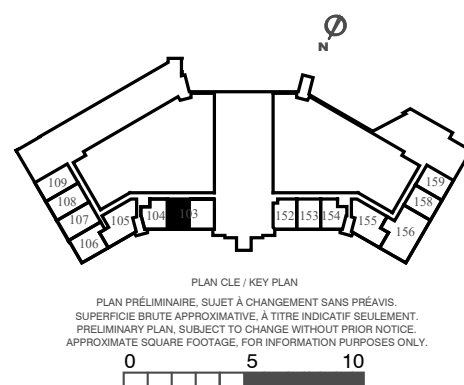 N
109
108
107
106
105
104
103
152
153
154
155
156
158
159
PLAN CLE / KEY PLAN
PLAN PRÉLIMINAIRE, SUJET À CHANGEMENT SANS PRÉAVIS.
SUPERFICIE BRUTE APPROXIMATIVE, À TITRE INDICATIF SEULEMENT.
PRELIMINARY PLAN, SUBJECT TO CHANGE WITHOUT PRIOR NOTICE.
APPROXIMATE SQUARE FOOTAGE, FOR INFORMATION PURPOSES ONLY.
0 5 10